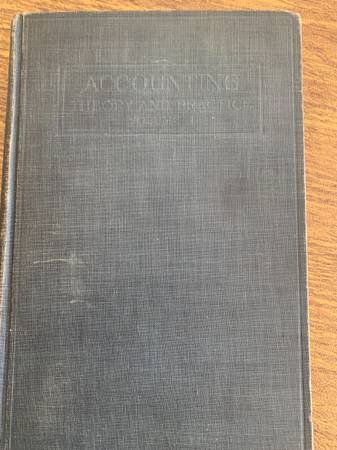 ACCOUNTING
THEORY AND PRACTICE